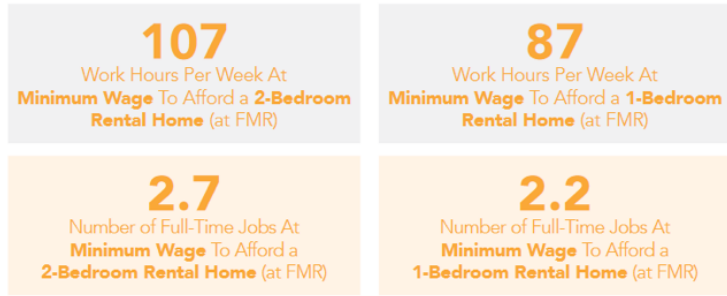 107
Work Hours Per Week At
Minimum Wage To Afford a 2-Bedroom
Rental Home (at FMR)
87
Work Hours Per Week At
Minimum Wage To Afford a 1-Bedroom
Rental Home (at FMR)
2.7
Number of Full-Time Jobs At
Minimum Wage To Afford a
2-Bedroom Rental Home (at FMR)
2.2
Number of Full-Time Jobs At
Minimum Wage To Afford a
1-Bedroom Rental Home (at FMR)